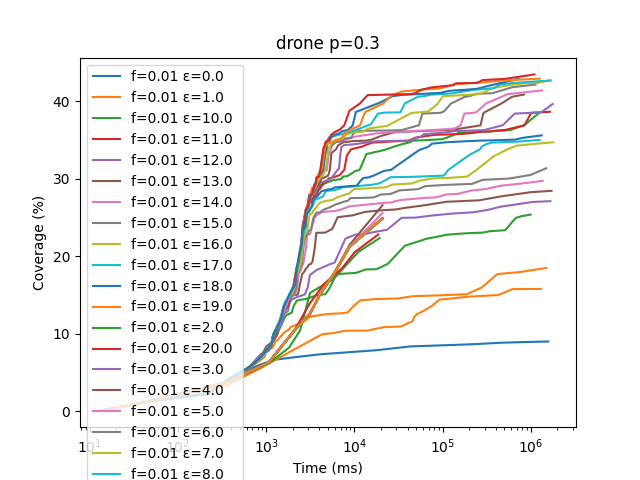 drone p=0.3
Coverage (%)
40
30
20
10
0
f=0.01 ε=0.0
f=0.01 ε=1.0
f=0.01 ε=10.0
f=0.01 ε=11.0
f=0.01 ε=12.0
f=0.01 ε=13.0
f=0.01 ε=14.0
f=0.01 ε=15.0
f=0.01 ε=16.0
f=0.01 ε=17.0
f=0.01 ε=18.0
f=0.01 ε=19.0
f=0.01 ε=2.0
f=0.01 ε=20.0
f=0.01 ε=3.0
f=0.01 ε=4.0
f=0.01 ε=5.0
f=0.01 ε=6.0
f=0.01 ε=7.0
f=0.01 ε=8.0
10¹ 10² 10³ 10⁴ 10⁵ 10⁶
Time (ms)